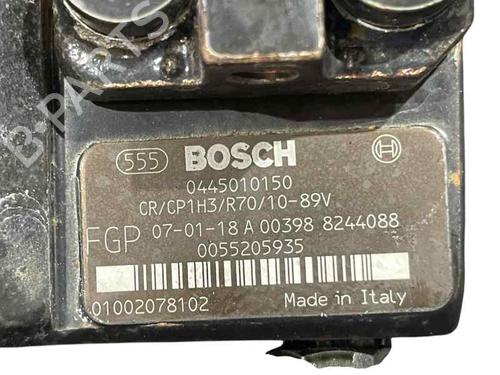 B-PARTS
555 BOSCH
0445010150
CR/CP1H3/R70/10-89V
FGP 07-01-18 A 00398 8244088
0055205935
01002078102 Made in Italy